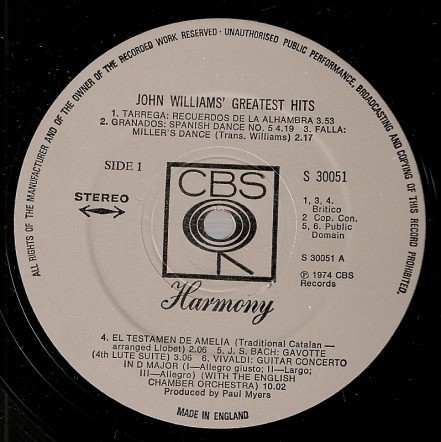 ALL RIGHTS OF THE MANUFACTURER AND OF THE OWNER OF THE RECORDED WORK RESERVED · UNAUTHORISED PUBLIC PERFORMANCE, BROADCASTING AND COPYING OF THIS RECORD PROHIBITED.
JOHN WILLIAMS' GREATEST HITS
1. TARREGA: RECUERDOS DE LA ALHAMBRA 3.53
2. GRANADOS: SPANISH DANCE NO. 5 4.19 3. FALLA:
MILLER'S DANCE (Trans. Williams) 2.17
SIDE 1
STEREO
CBS
S 30051
1, 3, 4.
Britico
2 Cop. Con.
5, 6. Public
Domain
S 30051 A
℗ 1974 CBS
Records
Harmony
4. EL TESTAMEN DE AMELIA (Traditional Catalan —
arranged Llobet) 2.06 5. J. S. BACH: GAVOTTE
(4th LUTE SUITE) 3.06 6. VIVALDI: GUITAR CONCERTO
IN D MAJOR (I—Allegro giusto; II—Largo;
III—Allegro) (WITH THE ENGLISH
CHAMBER ORCHESTRA) 10.02
Produced by Paul Myers
MADE IN ENGLAND